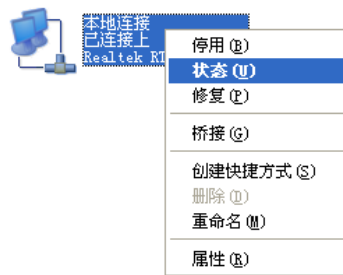 本地连接
已连接上
Realtek
停用(B)
状态(U)
修复(P)
桥接(G)
创建快捷方式(S)
删除(D)
重命名(M)
属性(R)